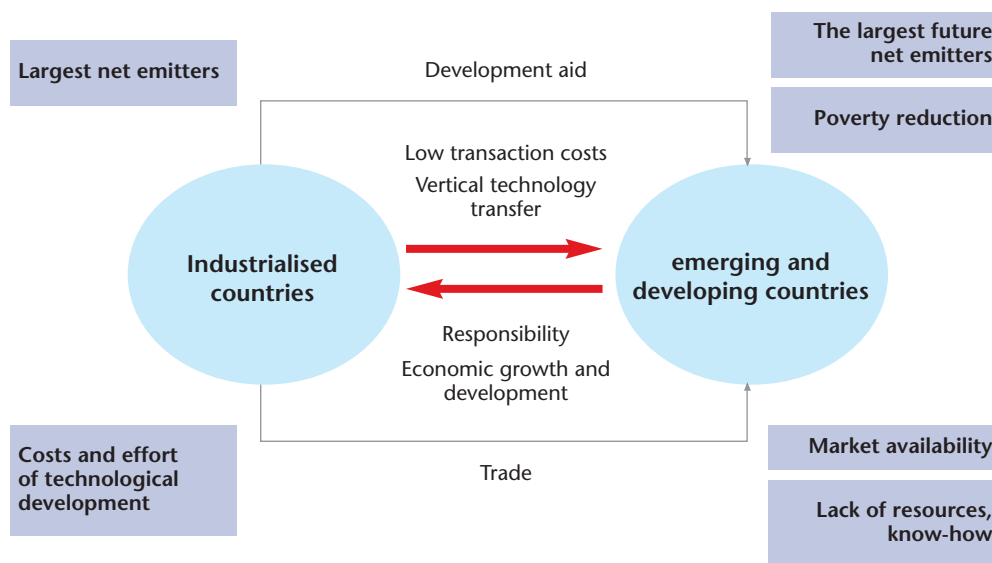 Largest net emitters
Development aid
The largest future
net emitters
Poverty reduction
Low transaction costs
Vertical technology
transfer
Industrialised
countries
emerging and
developing countries
Responsibility
Economic growth and
development
Costs and effort
of technological
development
Trade
Market availability
Lack of resources,
know-how